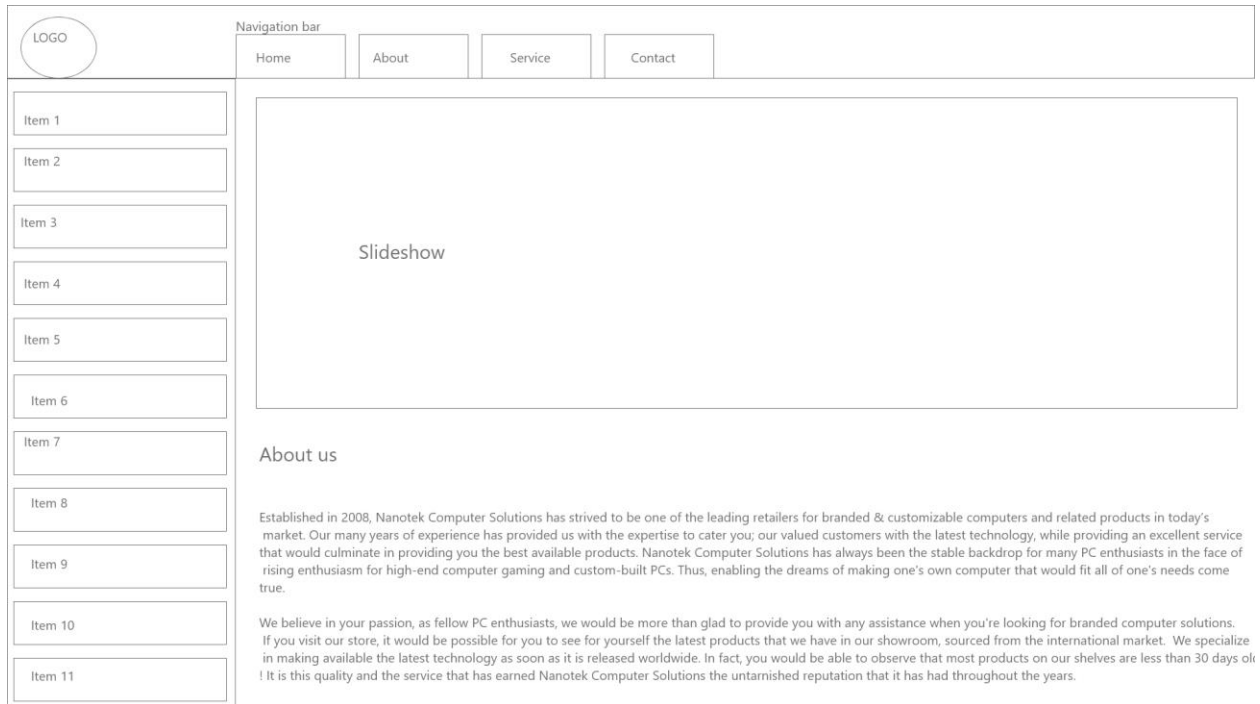 LOGO
Navigation bar
Home
About
Service
Contact
Item 1
Item 2
Item 3
Item 4
Item 5
Item 6
Item 7
Item 8
Item 9
Item 10
Item 11
Slideshow
About us
Established in 2008, Nanotek Computer Solutions has strived to be one of the leading retailers for branded & customizable computers and related products in today's
market. Our many years of experience has provided us with the expertise to cater you; our valued customers with the latest technology, while providing an excellent service
that would culminate in providing you the best available products. Nanotek Computer Solutions has always been the stable backdrop for many PC enthusiasts in the face of
rising enthusiasm for high-end computer gaming and custom-built PCs. Thus, enabling the dreams of making one's own computer that would fit all of one's needs come
true.
We believe in your passion, as fellow PC enthusiasts, we would be more than glad to provide you with any assistance when you're looking for branded computer solutions.
If you visit our store, it would be possible for you to see for yourself the latest products that we have in our showroom, sourced from the international market. We specialize
in making available the latest technology as soon as it is released worldwide. In fact, you would be able to observe that most products on our shelves are less than 30 days old
! It is this quality and the service that has earned Nanotek Computer Solutions the untarnished reputation that it has had throughout the years.